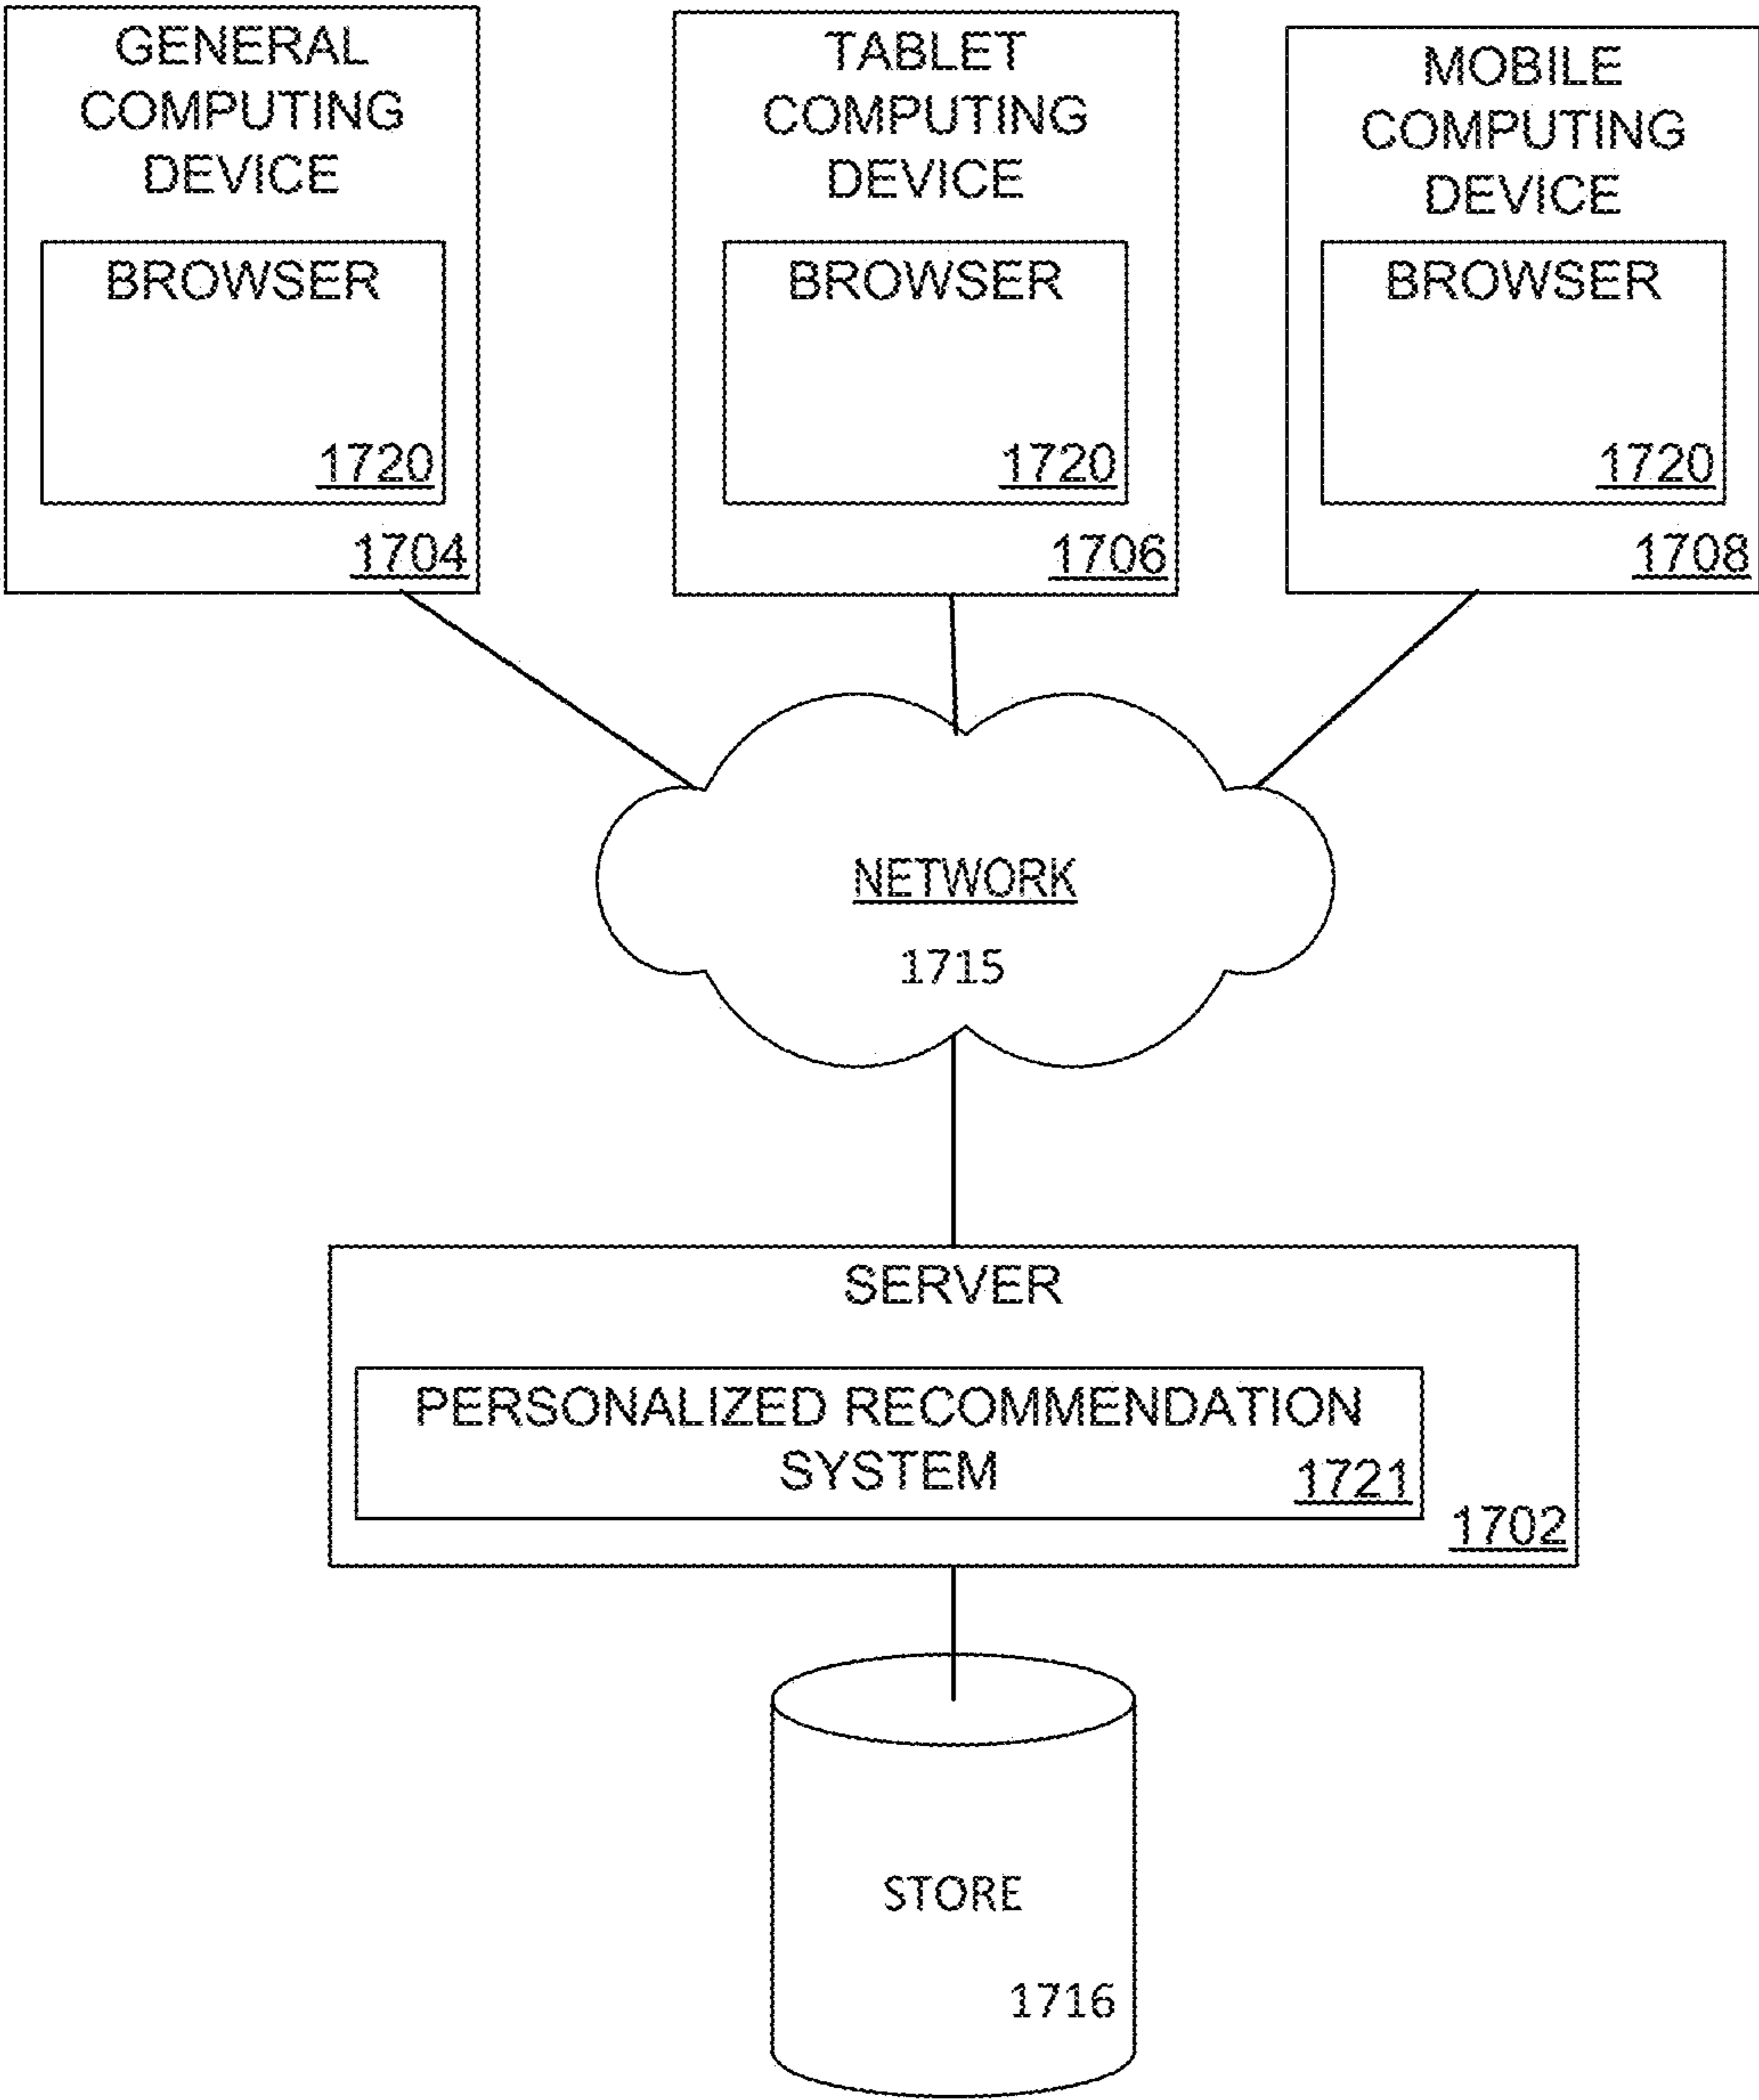 GENERAL
COMPUTING
DEVICE
BROWSER
1720
1704
TABLET
COMPUTING
DEVICE
BROWSER
1720
1706
MOBILE
COMPUTING
DEVICE
BROWSER
1720
1708
NETWORK
1715
SERVER
PERSONALIZED RECOMMENDATION
SYSTEM
1721
1702
STORE
1716